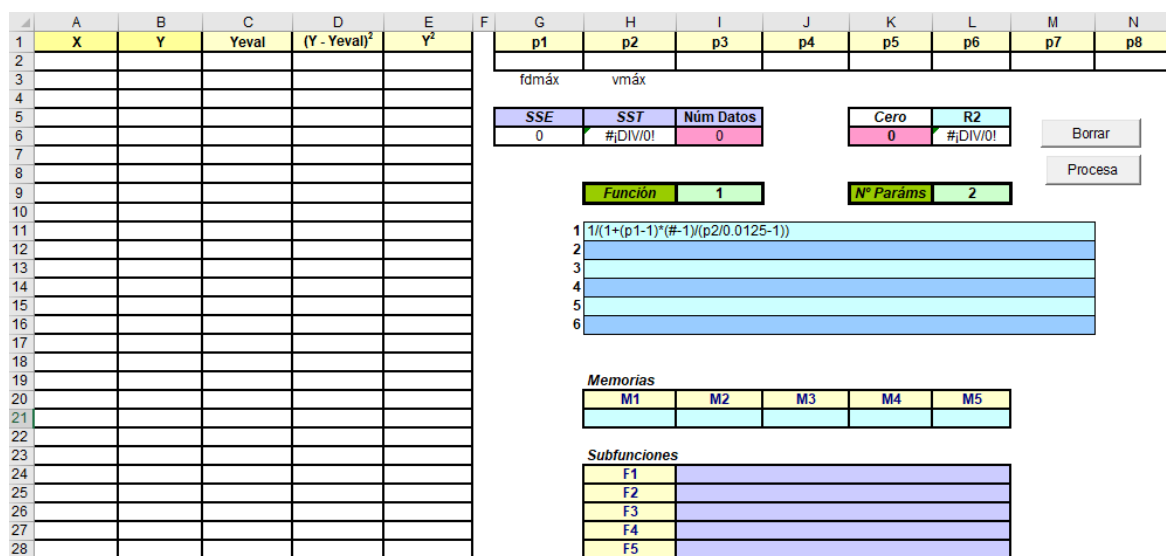 A B C D E F G H I J K L M N
1 X Y Yeval (Y - Yeval)² Y² p1 p2 p3 p4 p5 p6 p7 p8
2
3 fdmáx vmáx
4
5 SSE SST Núm Datos Cero R2
6 0 #¡DIV/0! 0 0 #¡DIV/0! Borrar
7
8 Procesa
9 Función 1 Nº Paráms 2
10
11 1 1/(1+(p1-1)*(#-1)/(p2/0.0125-1))
12 2
13 3
14 4
15 5
16 6
17
18
19 Memorias
20 M1 M2 M3 M4 M5
21
22
23 Subfunciones
24 F1
25 F2
26 F3
27 F4
28 F5